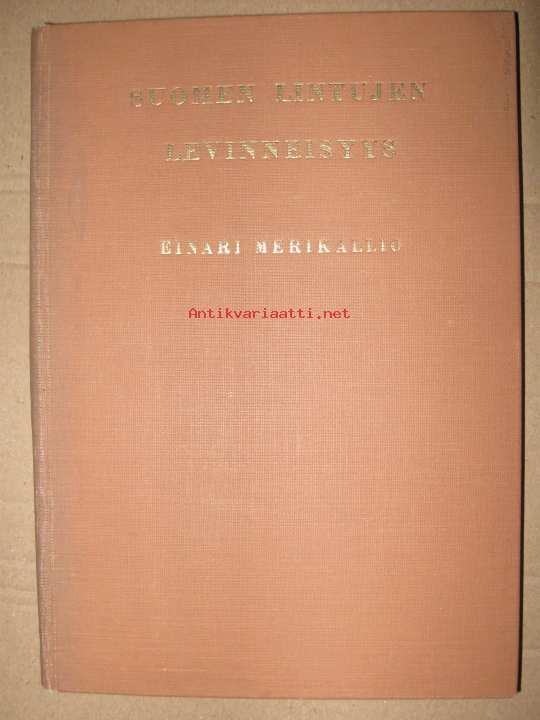 SUOMEN LINTUJEN
LEVINNEISYYS
EINARI MERIKALLIO
Antikvariaatti.net